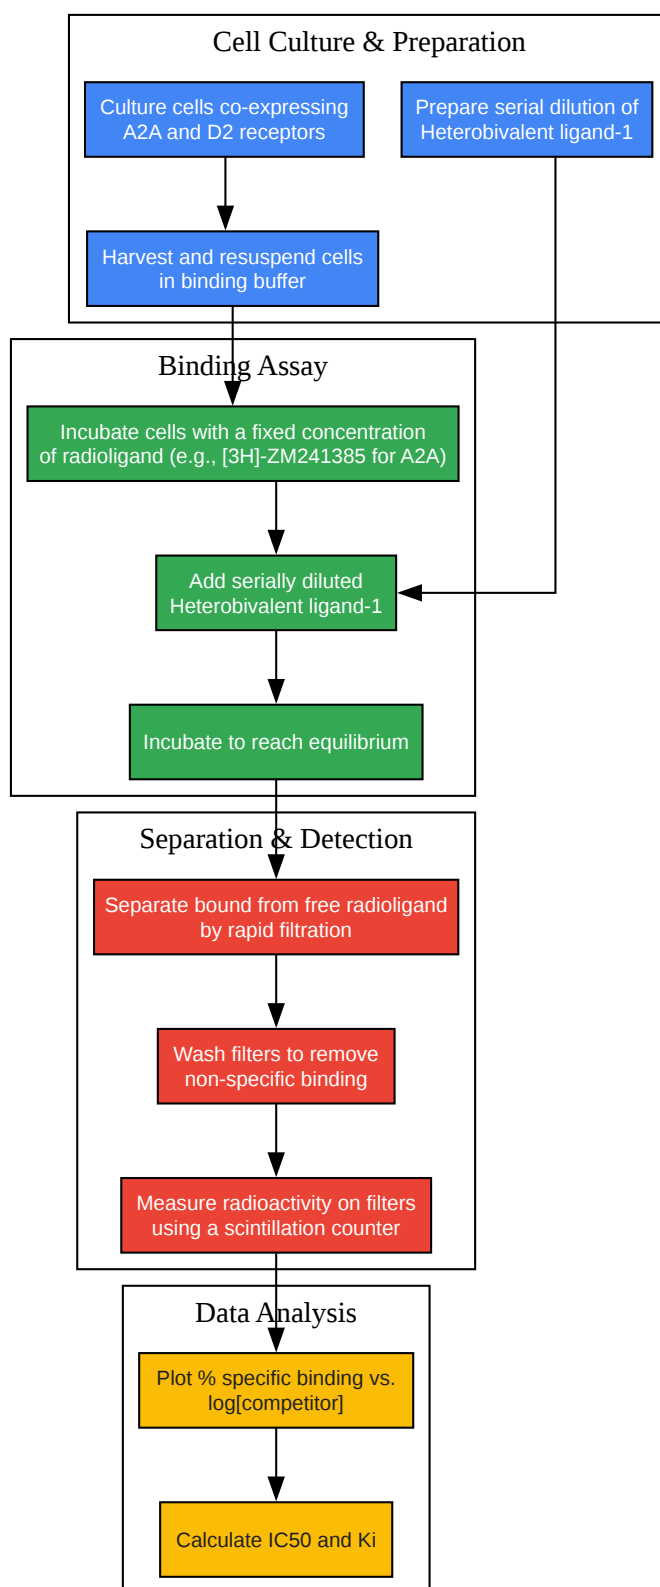 Cell Culture & Preparation
Culture cells co-expressing
A2A and D2 receptors
Prepare serial dilution of
Heterobivalent ligand-1
Harvest and resuspend cells
in binding buffer
Binding Assay
Incubate cells with a fixed concentration
of radioligand (e.g., [3H]-ZM241385 for A2A)
Add serially diluted
Heterobivalent ligand-1
Incubate to reach equilibrium
Separation & Detection
Separate bound from free radioligand
by rapid filtration
Wash filters to remove
non-specific binding
Measure radioactivity on filters
using a scintillation counter
Data Analysis
Plot % specific binding vs.
log[competitor]
Calculate IC50 and Ki